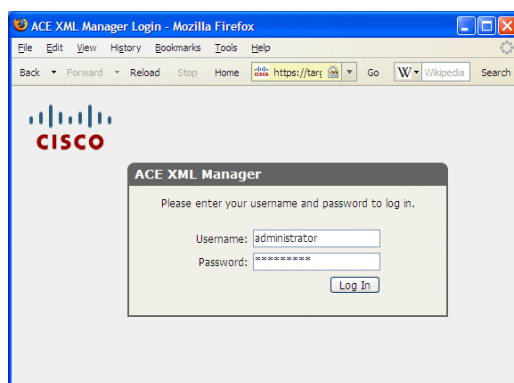 ACE XML Manager Login - Mozilla Firefox
File Edit View History Bookmarks Tools Help
Back Forward Reload Stop Home https://targ Go W Wikipedia Search
CISCO
ACE XML Manager
Please enter your username and password to log in.
Username: administrator
Password: *********
Log In